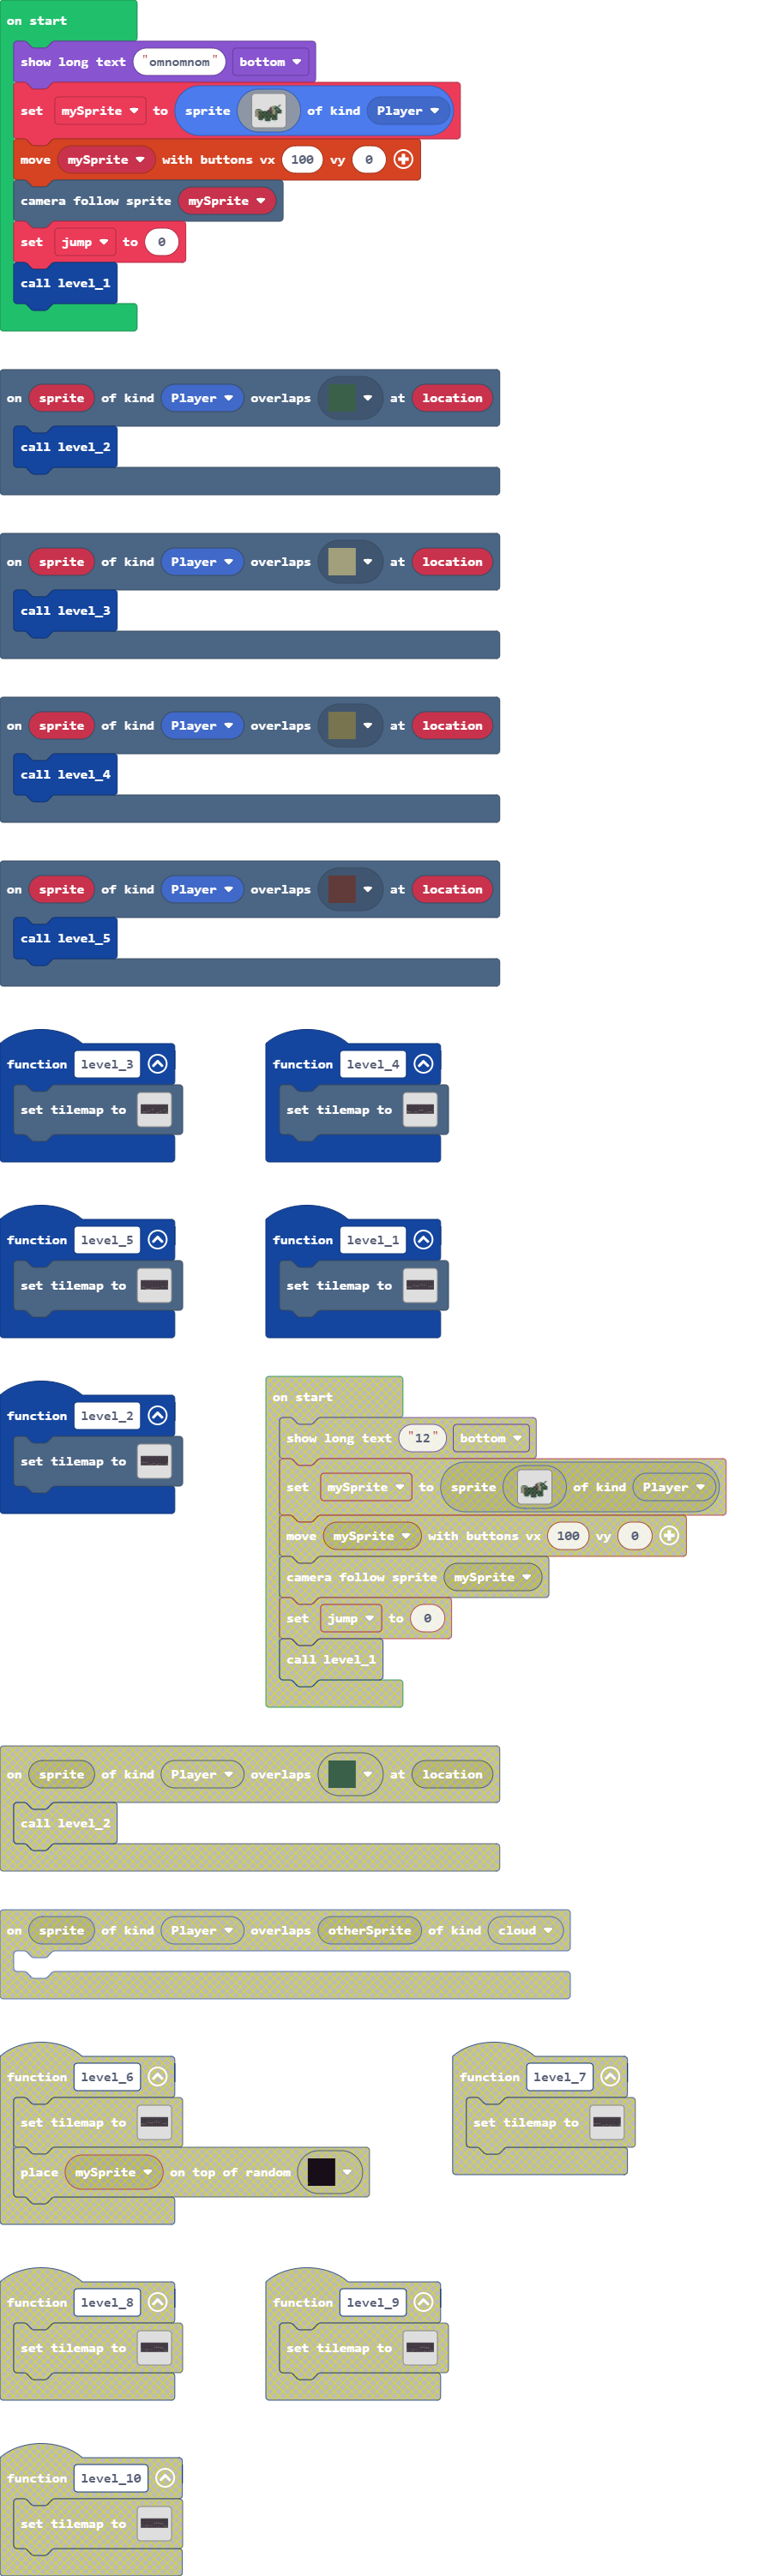 on start
show long text "omnomnom" bottom
set mySprite to sprite of kind Player
move mySprite with buttons vx 100 vy 0
camera follow sprite mySprite
set jump to 0
call level_1
on sprite of kind Player overlaps at location
call level_2
on sprite of kind Player overlaps at location
call level_3
on sprite of kind Player overlaps at location
call level_4
on sprite of kind Player overlaps at location
call level_5
function level_3
set tilemap to
function level_4
set tilemap to
function level_5
set tilemap to
function level_1
set tilemap to
function level_2
set tilemap to
on start
show long text "12" bottom
set mySprite to sprite of kind Player
move mySprite with buttons vx 100 vy 0
camera follow sprite mySprite
set jump to 0
call level_1
on sprite of kind Player overlaps at location
call level_2
on sprite of kind Player overlaps otherSprite of kind cloud
function level_6
set tilemap to
place mySprite on top of random
function level_7
set tilemap to
function level_8
set tilemap to
function level_9
set tilemap to
function level_10
set tilemap to